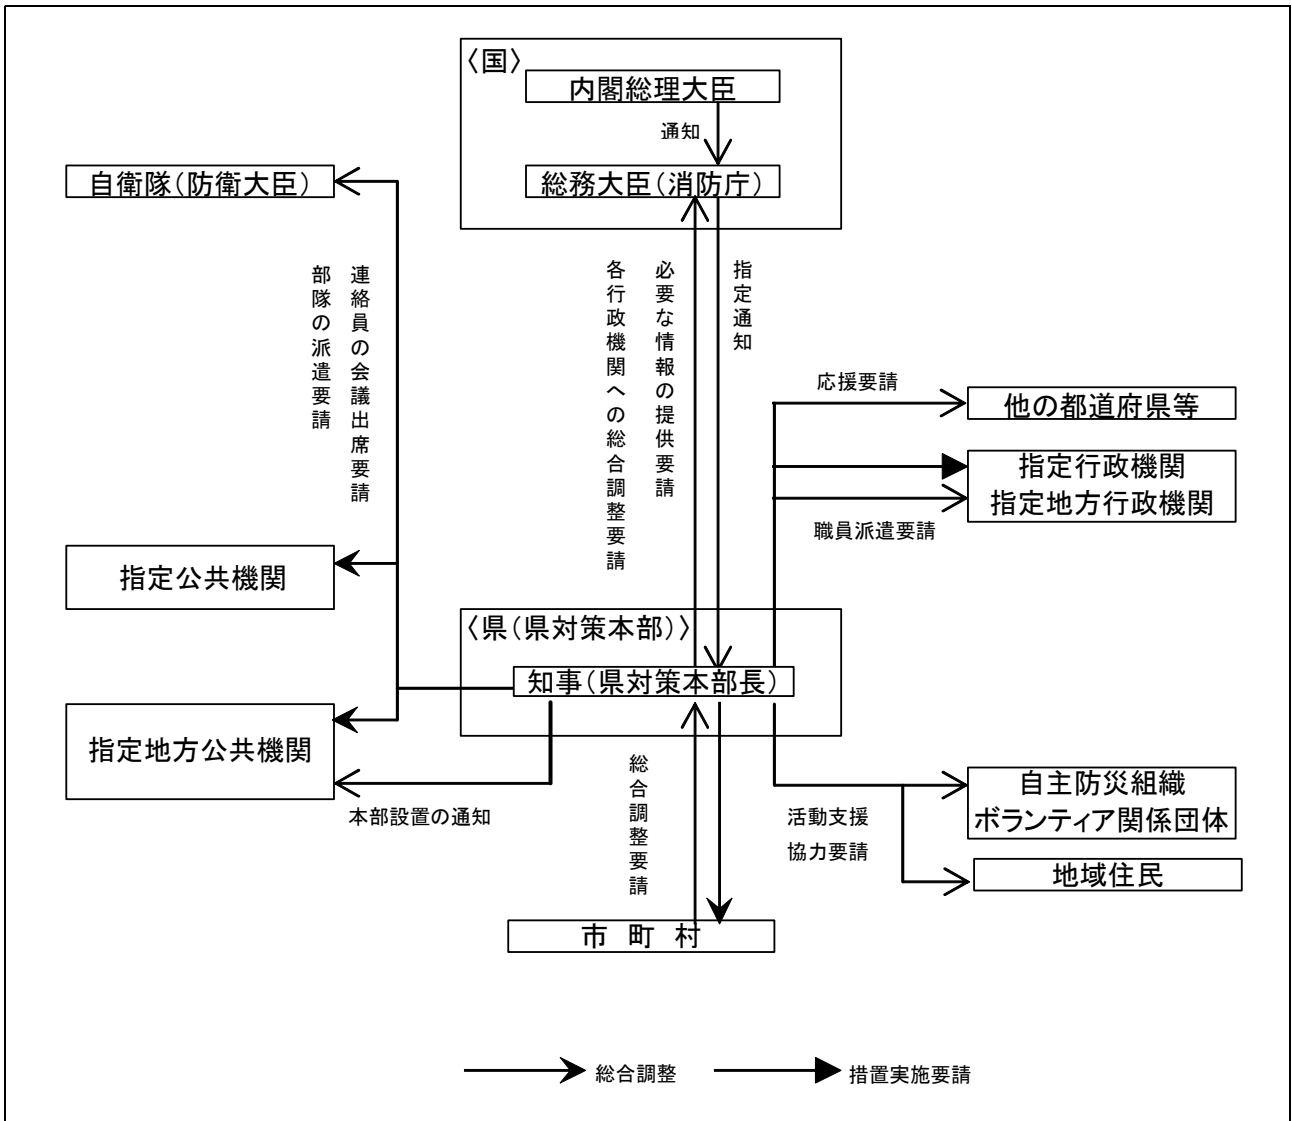 〈国〉
内閣総理大臣
通知
総務大臣(消防庁)
自衛隊(防衛大臣)
連絡員の会議出席要請
部隊の派遣要請
指定通知
必要な情報の提供要請
各行政機関への総合調整要請
応援要請
他の都道府県等
指定行政機関
指定地方行政機関
職員派遣要請
指定公共機関
〈県(県対策本部)〉
知事(県対策本部長)
指定地方公共機関
本部設置の通知
総合調整要請
活動支援
協力要請
自主防災組織
ボランティア関係団体
地域住民
市 町 村
総合調整
措置実施要請